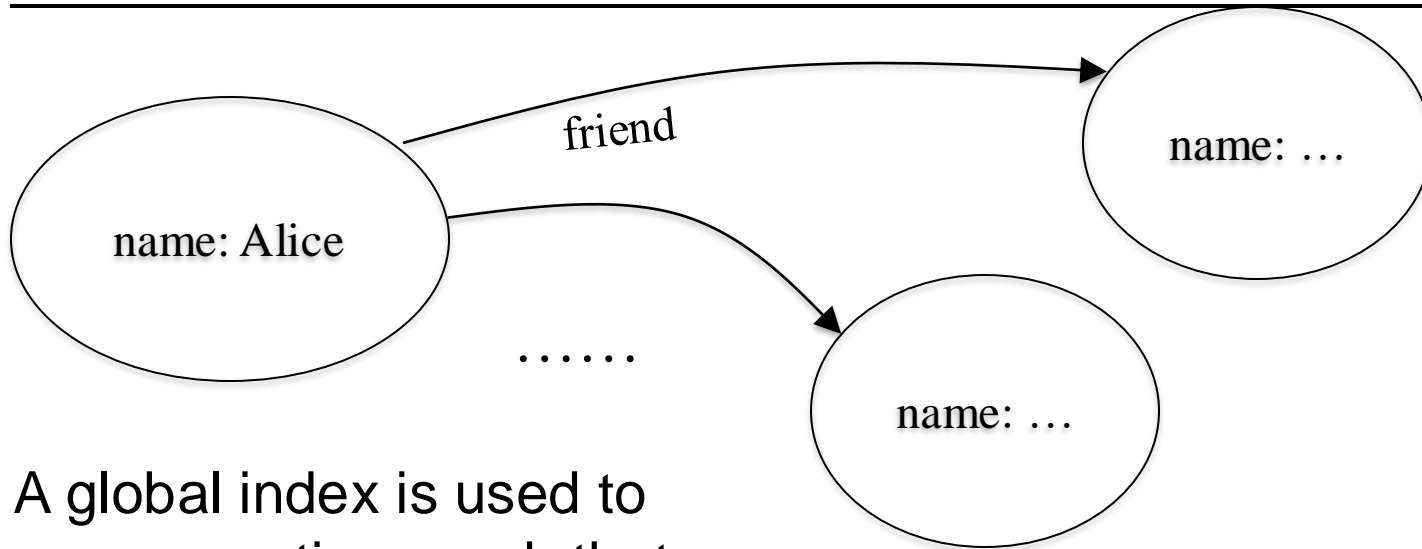 friend
name: …
name: Alice
……
name: …
A global index is used to